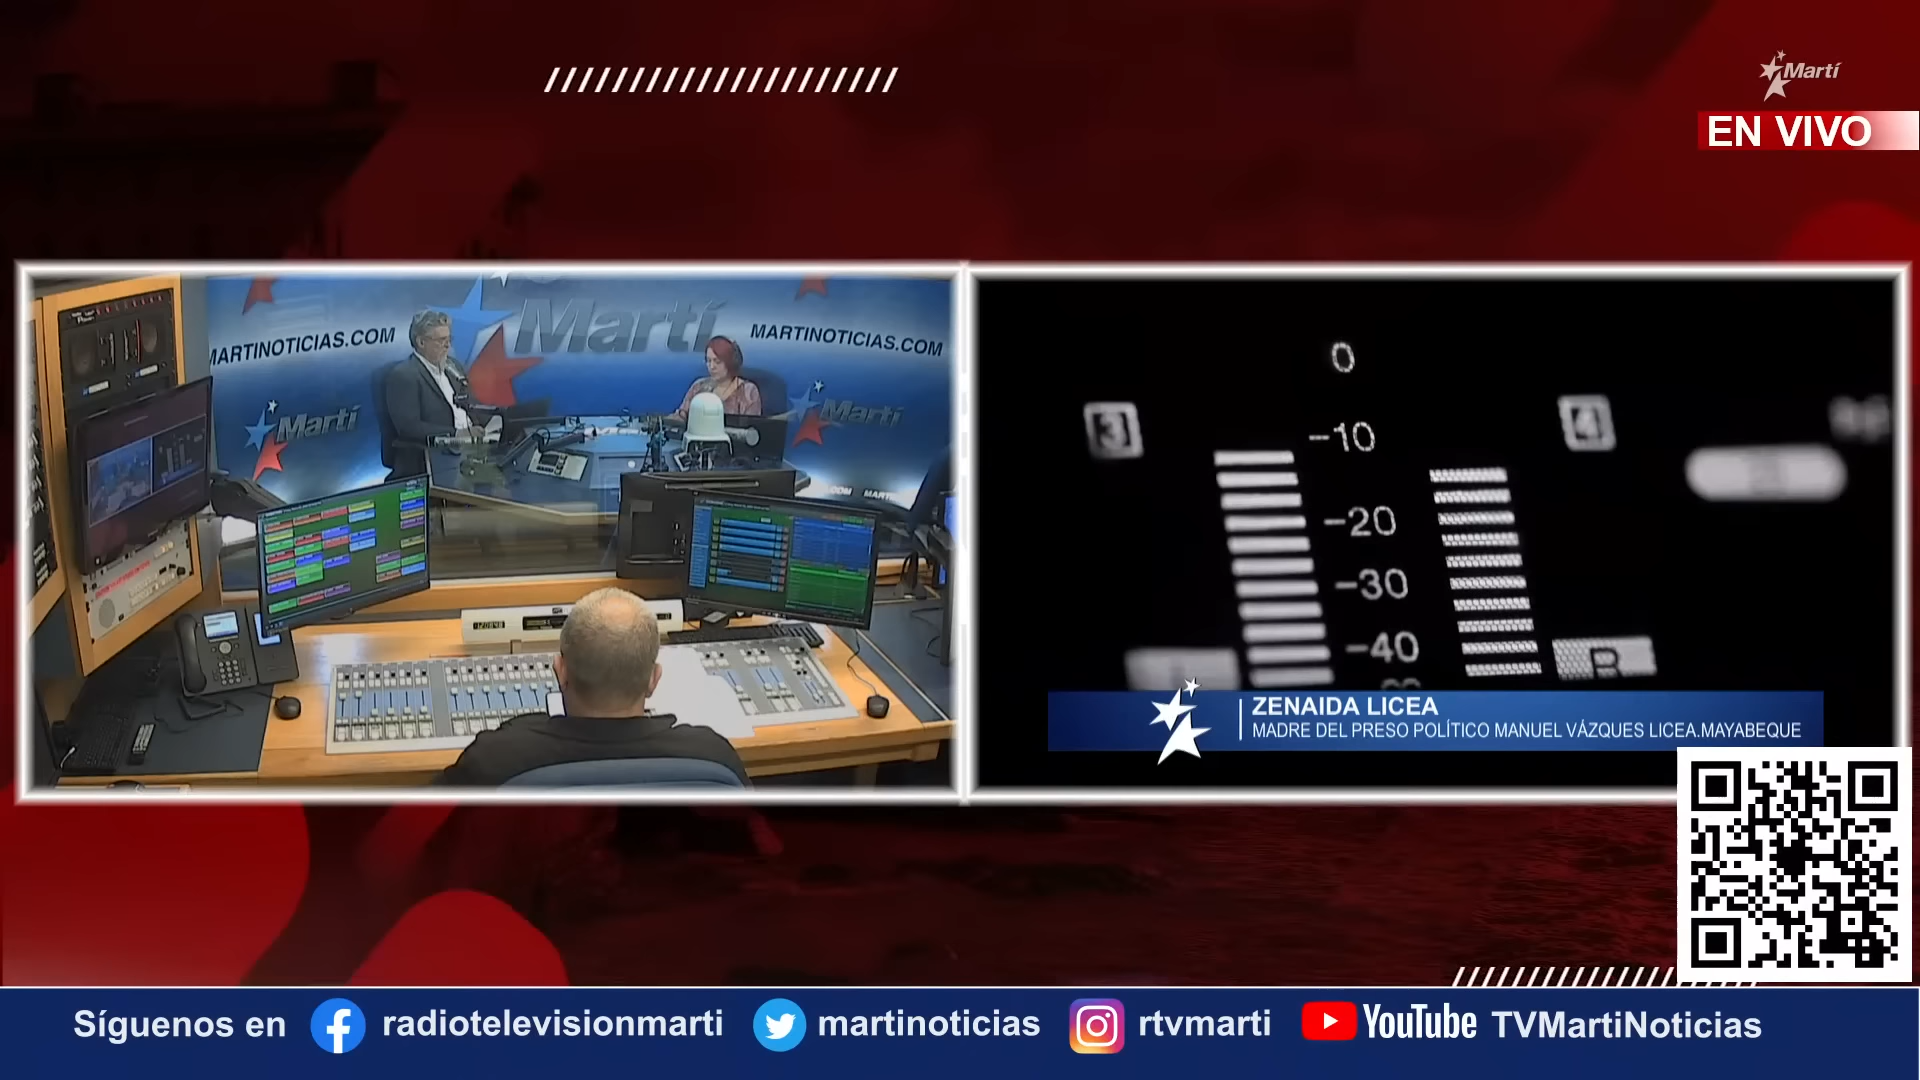 Martí
EN VIVO
MARTINOTICIAS.COM
Martí
MARTINOTICIAS.COM
Martí
Martí
0
3
-10
4
-20
-30
-40
R
ZENAIDA LICEA
MADRE DEL PRESO POLÍTICO MANUEL VÁZQUES LICEA.MAYABEQUE
Síguenos en
radiotelevisionmarti
martinoticias
rtvmarti
YouTube
TVMartiNoticias